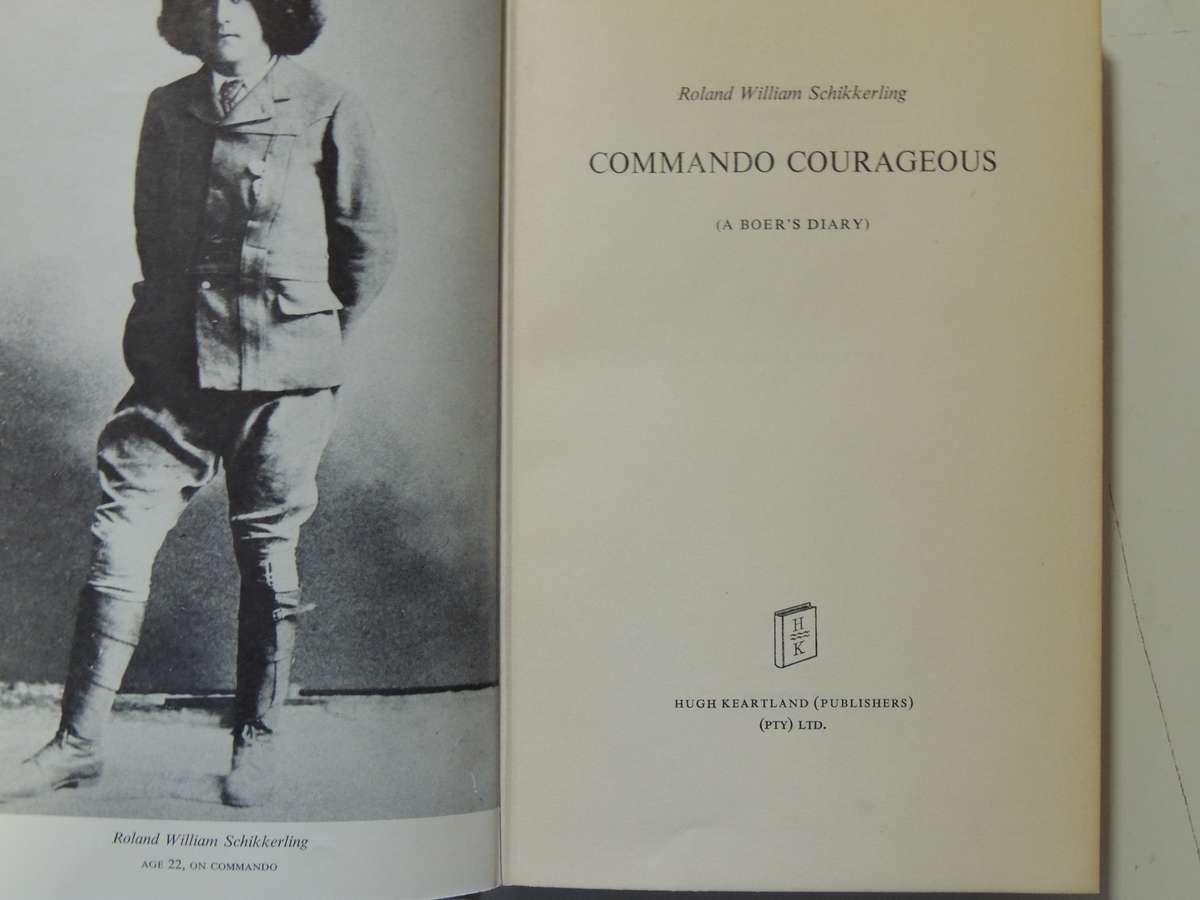 Roland William Schikkerling
AGE 22, ON COMMANDO
Roland William Schikkerling
COMMANDO COURAGEOUS
(A BOER'S DIARY)
H
K
HUGH KEARTLAND (PUBLISHERS)
(PTY) LTD.